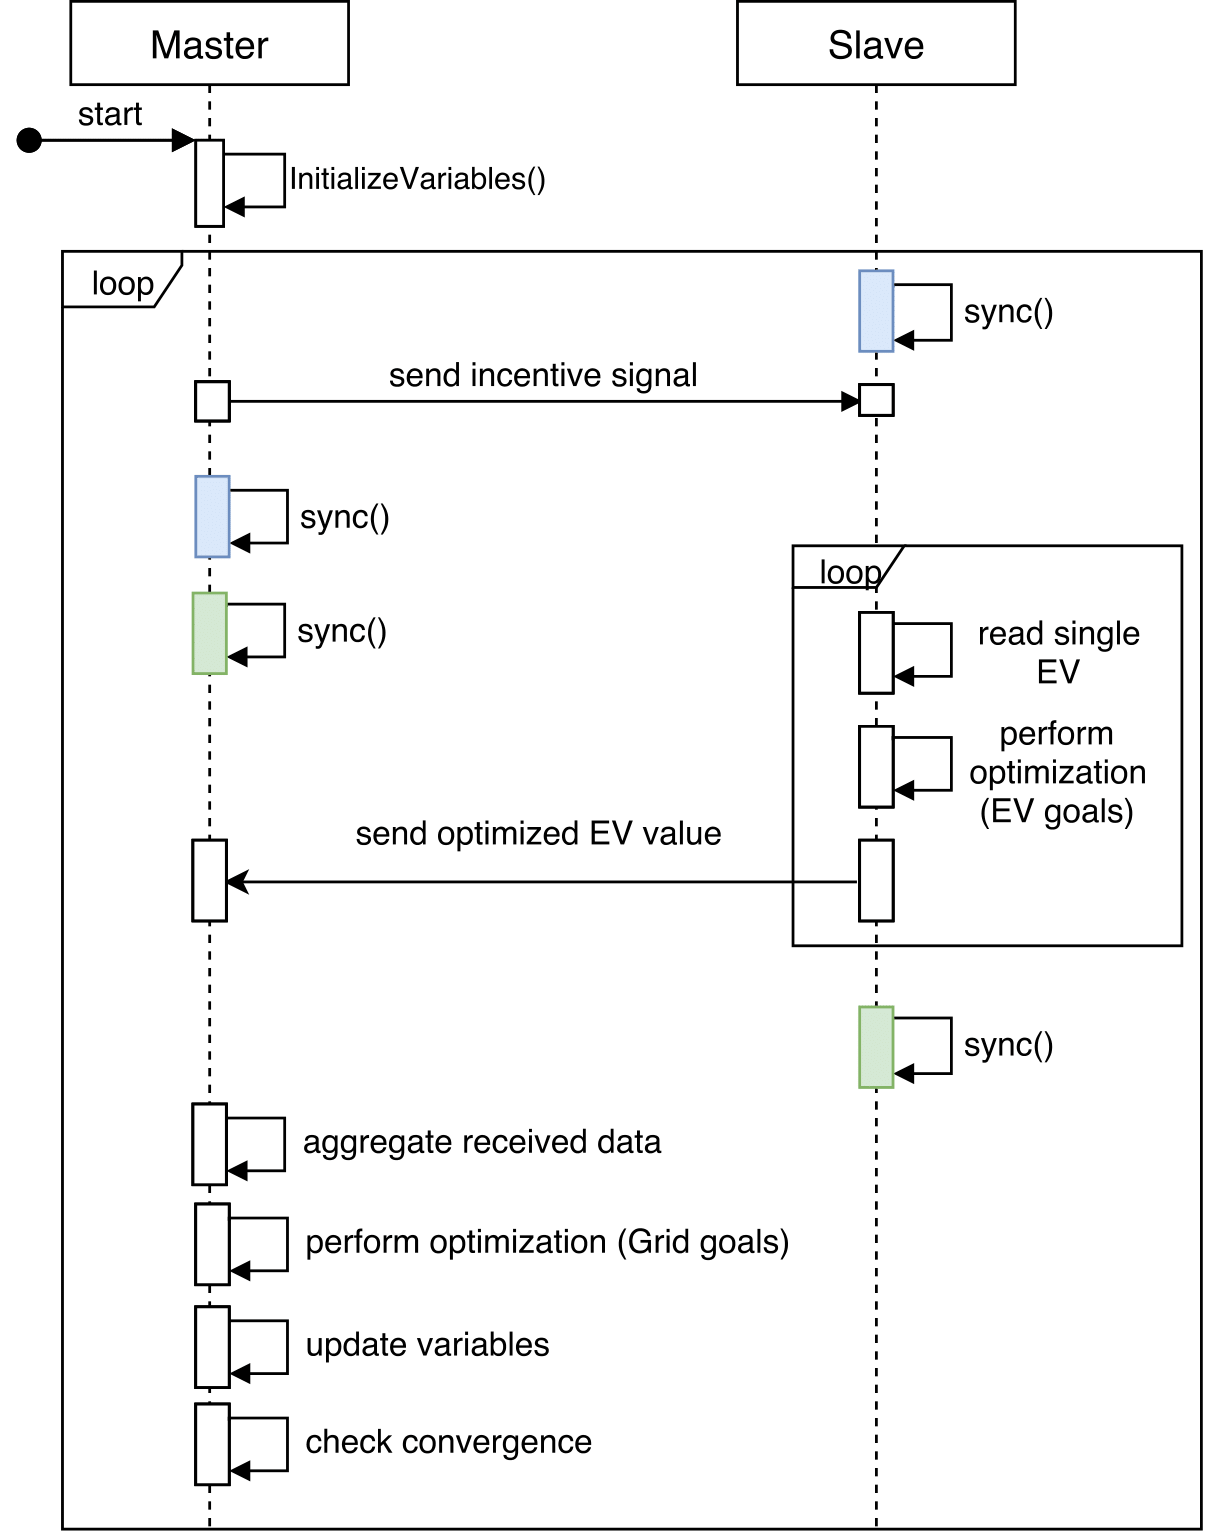 Master
Slave
start
InitializeVariables()
loop
sync()
send incentive signal
sync()
loop
sync()
read single
EV
perform
optimization
(EV goals)
send optimized EV value
sync()
aggregate received data
perform optimization (Grid goals)
update variables
check convergence